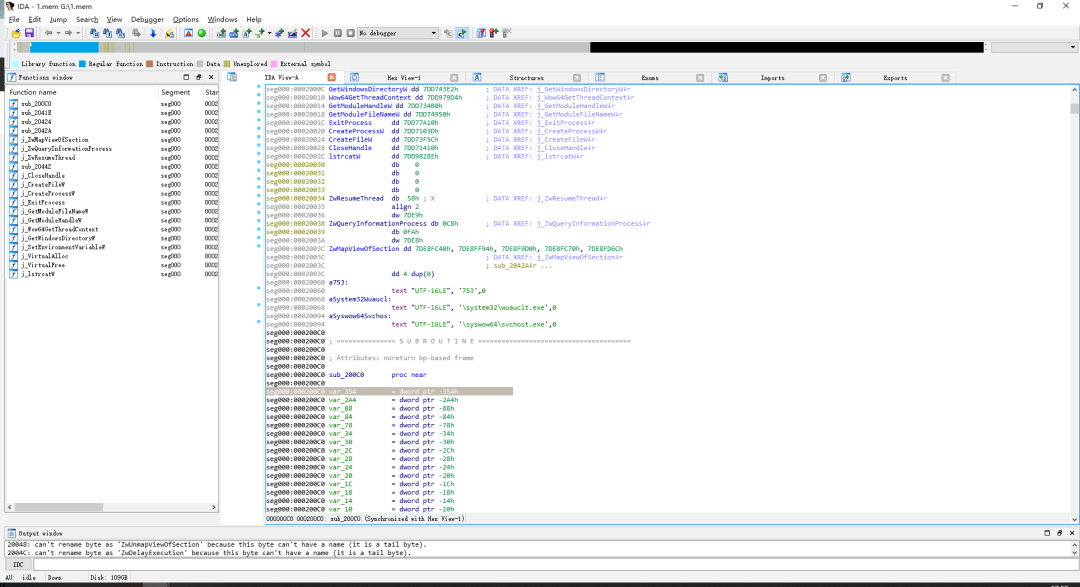 IDA - 1.mem G:\1.mem
File Edit Jump Search View Debugger Options Windows Help
No debugger
Library function Regular function Instruction Data Unexplored External symbol
Functions window
IDA View-A Hex View-1 Structures Enums Imports Exports
Function name Segment Star
sub_200C0 seg000 0002
sub_2041E seg000 0002
sub_20424 seg000 0002
sub_2042A seg000 0002
j_ZwMapViewOfSection seg000 0002
j_ZwQueryInformationProcess seg000 0002
j_ZwResumeThread seg000 0002
sub_20442 seg000 0002
j_CloseHandle seg000 0002
j_CreateFileW seg000 0002
j_CreateProcessW seg000 0002
j_ExitProcess seg000 0002
j_GetModuleFileNameW seg000 0002
j_GetModuleHandleW seg000 0002
j_Wow64GetThreadContext seg000 0002
j_GetWindowsDirectoryW seg000 0002
j_SetEnvironmentVariableW seg000 0002
j_VirtualAlloc seg000 0002
j_VirtualFree seg000 0002
j_lstrcatW seg000 0002
seg000:0002000C GetWindowsDirectoryW dd 7DD743E2h ; DATA XREF: j_GetWindowsDirectoryW↓r
seg000:00020010 Wow64GetThreadContext dd 7DD979D4h ; DATA XREF: j_Wow64GetThreadContext↓r
seg000:00020014 GetModuleHandleW dd 7DD734B0h ; DATA XREF: j_GetModuleHandleW↓r
seg000:00020018 GetModuleFileNameW dd 7DD74950h ; DATA XREF: j_GetModuleFileNameW↓r
seg000:0002001C ExitProcess dd 7DD77A10h ; DATA XREF: j_ExitProcess↓r
seg000:00020020 CreateProcessW dd 7DD7103Dh ; DATA XREF: j_CreateProcessW↓r
seg000:00020024 CreateFileW dd 7DD73F5Ch ; DATA XREF: j_CreateFileW↓r
seg000:00020028 CloseHandle dd 7DD71410h ; DATA XREF: j_CloseHandle↓r
seg000:0002002C lstrcatW dd 7DD9828Eh ; DATA XREF: j_lstrcatW↓r
seg000:00020030 db 0
seg000:00020031 db 0
seg000:00020032 db 0
seg000:00020033 db 0
seg000:00020034 ZwResumeThread db 58h ; X ; DATA XREF: j_ZwResumeThread↓r
seg000:00020035 align 2
seg000:00020036 dw 7DE9h
seg000:00020038 ZwQueryInformationProcess db 0C8h ; DATA XREF: j_ZwQueryInformationProcess↓r
seg000:00020039 db 0FAh
seg000:0002003A dw 7DE8h
seg000:0002003C ZwMapViewOfSection dd 7DE8FC40h, 7DE8FF94h, 7DE8F9D0h, 7DE8FC70h, 7DE8FD6Ch
seg000:0002003C ; DATA XREF: j_ZwMapViewOfSection↓r
seg000:0002003C ; sub_2042A↓r ...
seg000:0002003C dd 4 dup(0)
seg000:00020060 a753:
seg000:00020060 text "UTF-16LE", '753',0
seg000:00020068 aSystem32Wuaucl:
seg000:00020068 text "UTF-16LE", '\system32\wuauclt.exe',0
seg000:00020094 aSyswow64Svchos:
seg000:00020094 text "UTF-16LE", '\syswow64\svchost.exe',0
seg000:000200C0
seg000:000200C0 ; =============== S U B R O U T I N E =======================================
seg000:000200C0
seg000:000200C0 ; Attributes: noreturn bp-based frame
seg000:000200C0
seg000:000200C0 sub_200C0 proc near
seg000:000200C0
seg000:000200C0 var_354 = dword ptr -354h
seg000:000200C0 var_2A4 = dword ptr -2A4h
seg000:000200C0 var_88 = dword ptr -88h
seg000:000200C0 var_84 = dword ptr -84h
seg000:000200C0 var_78 = dword ptr -78h
seg000:000200C0 var_34 = dword ptr -34h
seg000:000200C0 var_30 = dword ptr -30h
seg000:000200C0 var_2C = dword ptr -2Ch
seg000:000200C0 var_28 = dword ptr -28h
seg000:000200C0 var_24 = dword ptr -24h
seg000:000200C0 var_20 = dword ptr -20h
seg000:000200C0 var_1C = dword ptr -1Ch
seg000:000200C0 var_18 = dword ptr -18h
seg000:000200C0 var_14 = dword ptr -14h
seg000:000200C0 var_10 = dword ptr -10h
000000C0 000200C0: sub_200C0 (Synchronized with Hex View-1)
Output window
20048: can't rename byte as 'ZwUnmapViewOfSection' because this byte can't have a name (it is a tail byte).
2004C: can't rename byte as 'ZwDelayExecution' because this byte can't have a name (it is a tail byte).
IDC
AU: idle Down Disk: 109GB